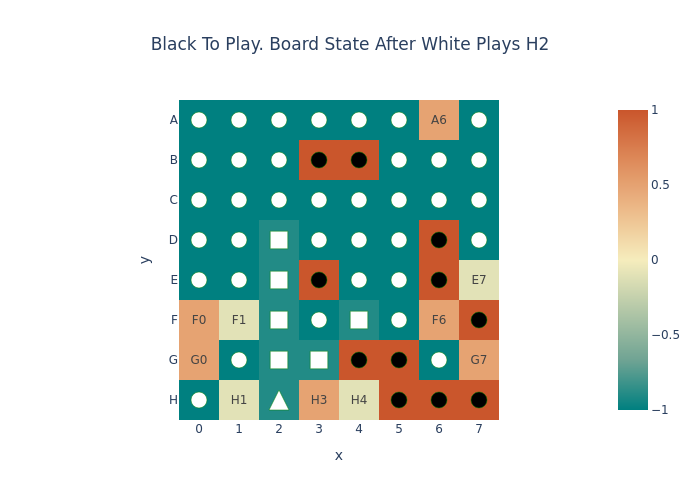 Black To Play. Board State After White Plays H2
A
A6
1
B
C
0.5
D
E
E7
0
y
F
F0
F1
F6
−0.5
G
G0
G7
H
H1
H3
H4
−1
0
1
2
3
4
5
6
7
x